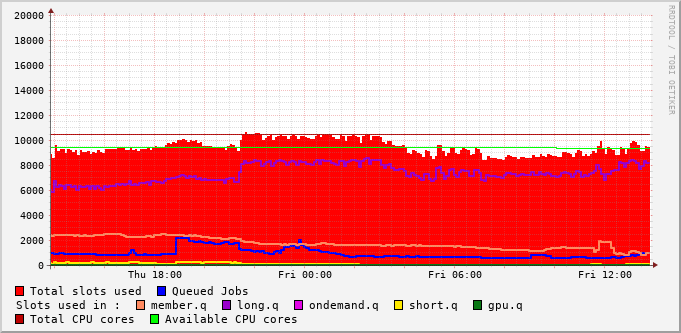 20000
18000
16000
14000
12000
10000
8000
6000
4000
2000
0
Thu 18:00 Fri 00:00 Fri 06:00 Fri 12:00
RRDTOOL / TOBI OETIKER
Total slots used Queued Jobs
Slots used in : member.q long.q ondemand.q short.q gpu.q
Total CPU cores Available CPU cores